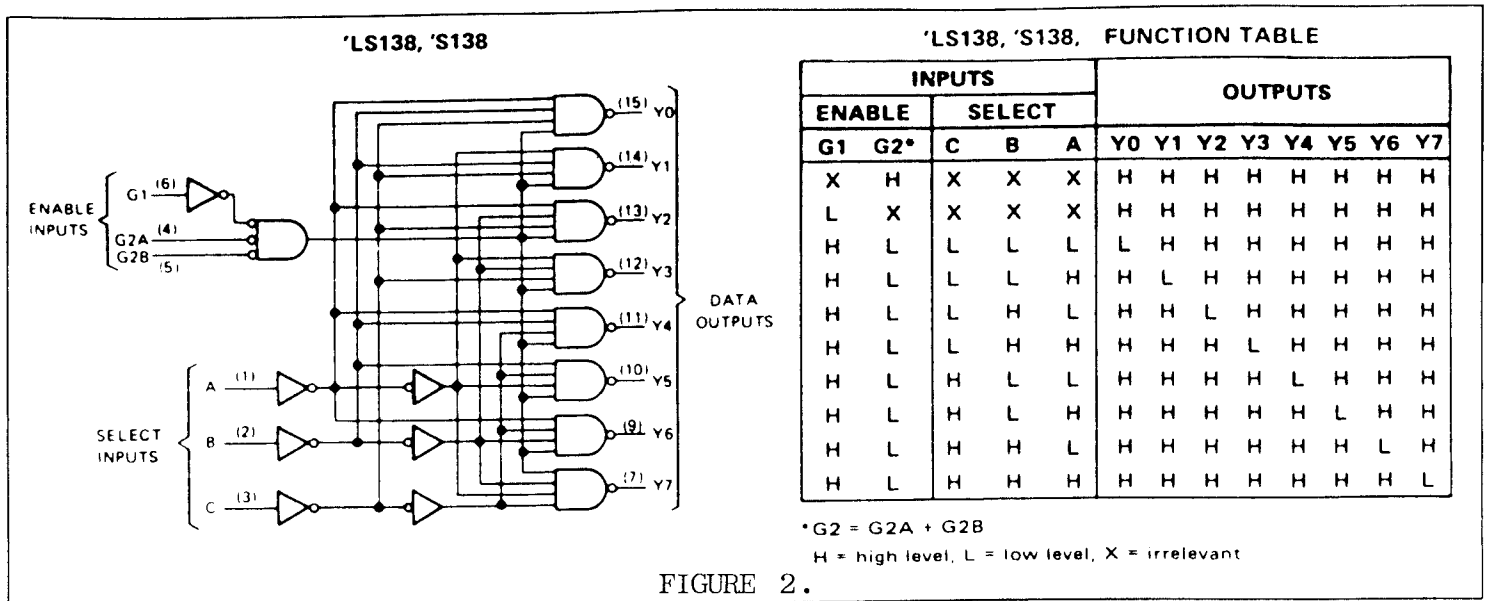 'LS138, 'S138
ENABLE
INPUTS
G1 (6)
G2A (4)
G2B (5)
SELECT
INPUTS
A (1)
B (2)
C (3)
(15) Y0
(14) Y1
(13) Y2
(12) Y3
(11) Y4
(10) Y5
(9) Y6
(7) Y7
DATA
OUTPUTS
'LS138, 'S138, FUNCTION TABLE
INPUTS OUTPUTS
ENABLE SELECT
G1 G2* C B A Y0 Y1 Y2 Y3 Y4 Y5 Y6 Y7
X H X X X H H H H H H H H
L X X X X H H H H H H H H
H L L L L L H H H H H H H
H L L L H H L H H H H H H
H L L H L H H L H H H H H
H L L H H H H H L H H H H
H L H L L H H H H L H H H
H L H L H H H H H H L H H
H L H H L H H H H H H L H
H L H H H H H H H H H H L
*G2 = G2A + G2B
H = high level, L = low level, X = irrelevant
FIGURE 2.